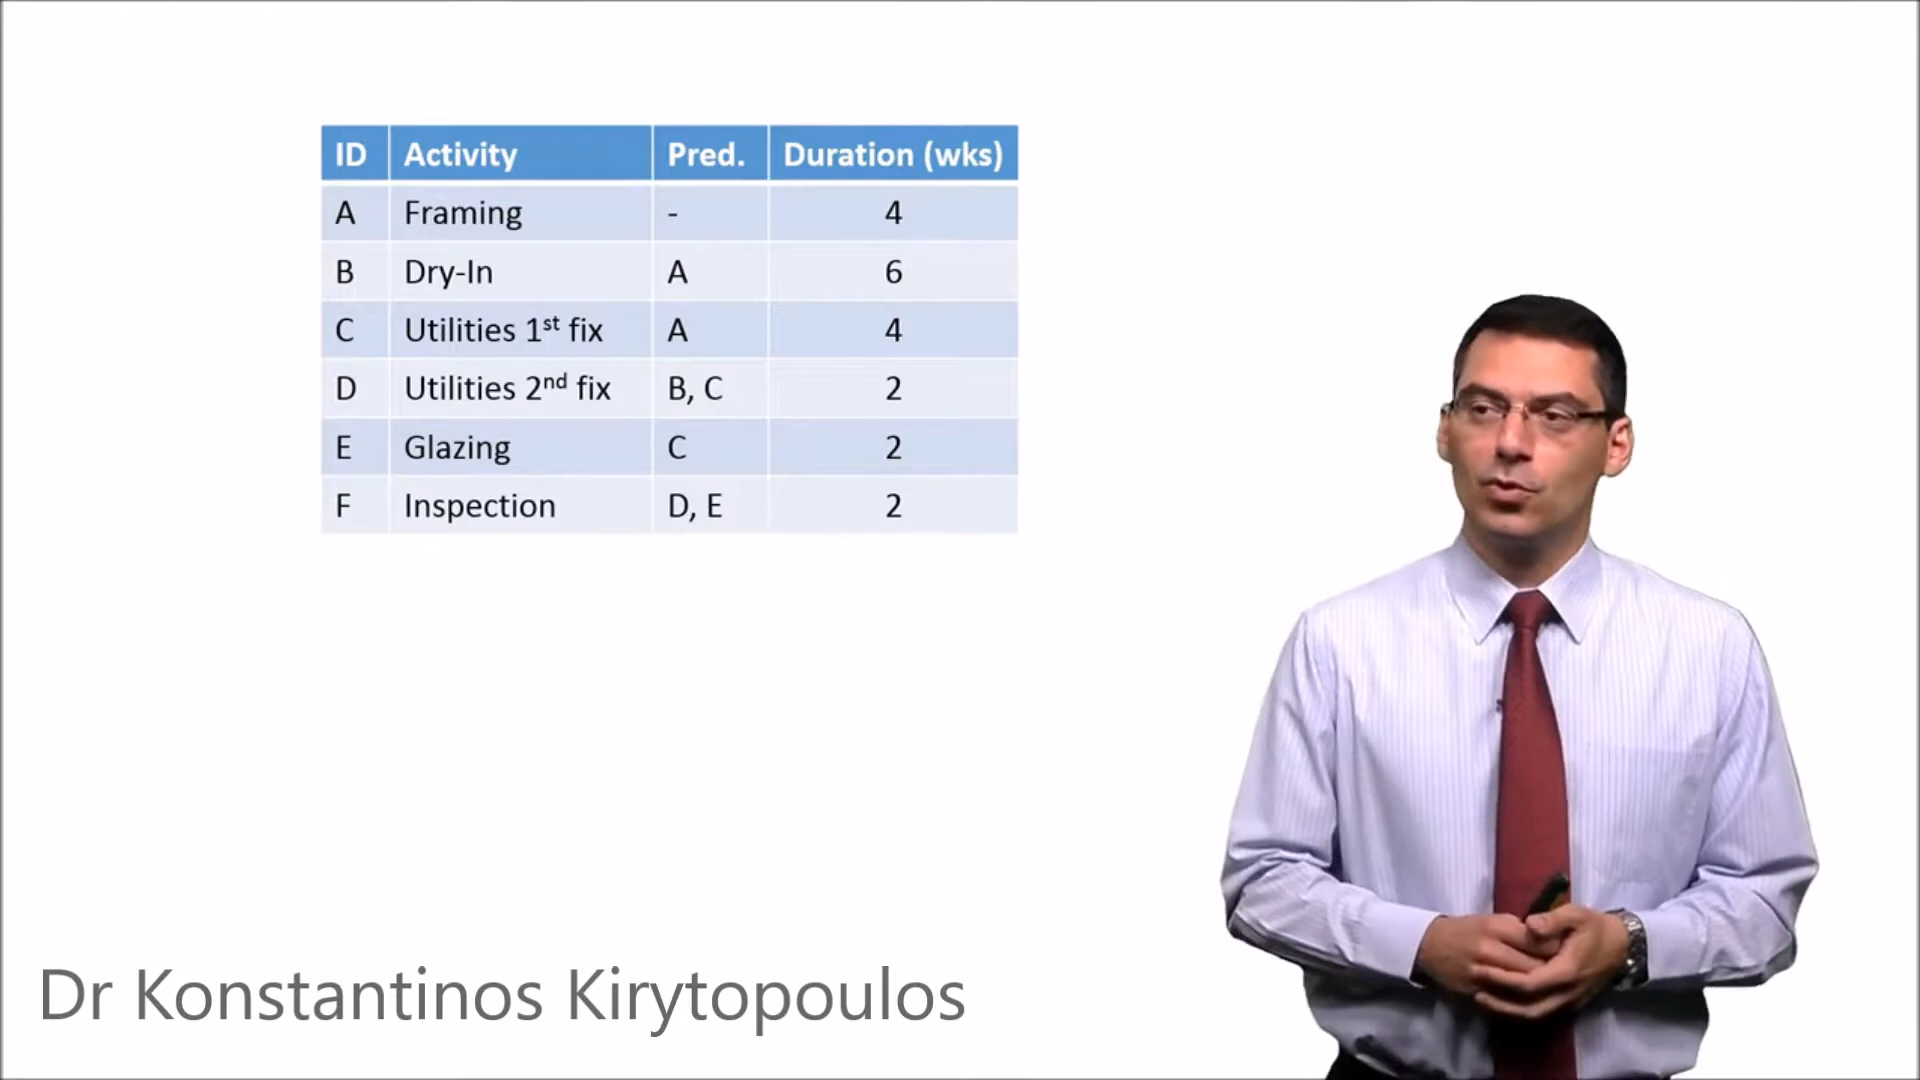 ID Activity Pred. Duration (wks)
A Framing - 4
B Dry-In A 6
C Utilities 1st fix A 4
D Utilities 2nd fix B, C 2
E Glazing C 2
F Inspection D, E 2
Dr Konstantinos Kirytopoulos